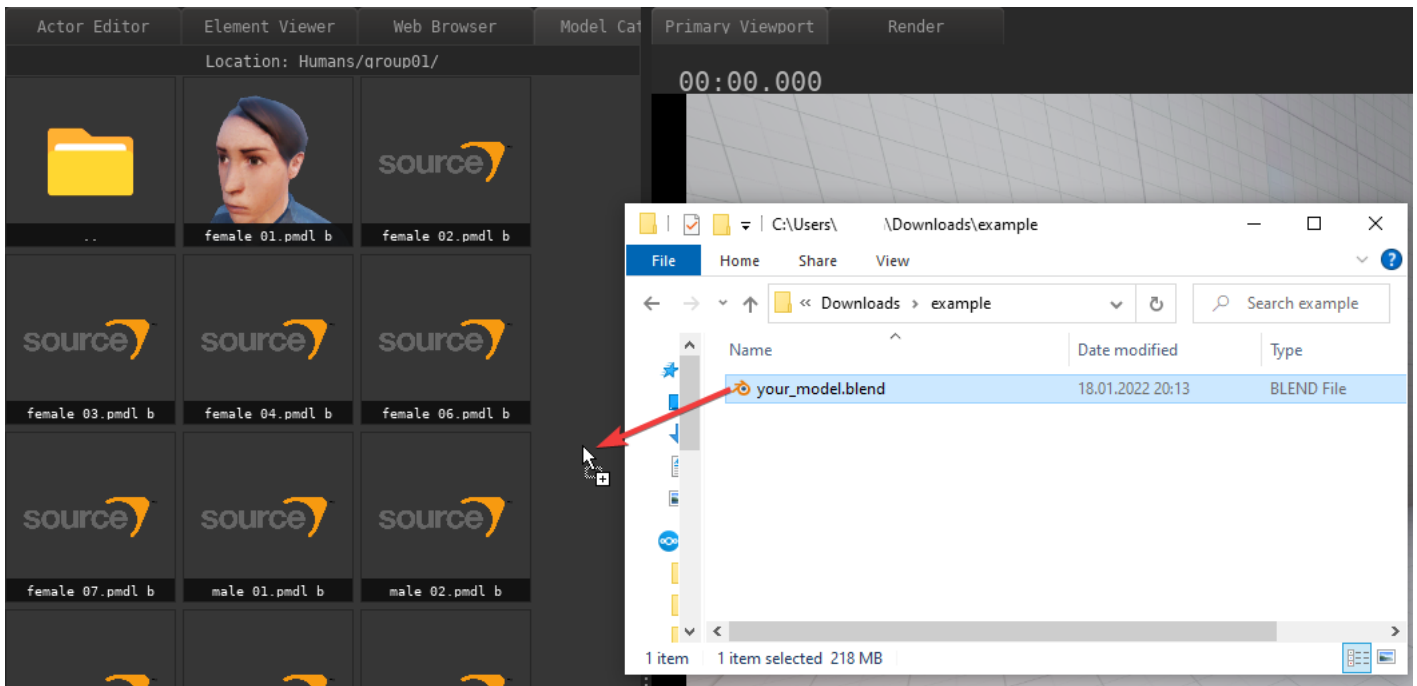 Actor Editor
Element Viewer
Web Browser
Model Cat
Location: Humans/group01/
..
female 01.pmdl b
source
female 02.pmdl b
source
female 03.pmdl b
source
female 04.pmdl b
source
female 06.pmdl b
source
female 07.pmdl b
source
male 01.pmdl b
source
male 02.pmdl b
Primary Viewport
Render
00:00.000
C:\Users\ \Downloads\example
File
Home
Share
View
?
« Downloads › example
Search example
Name
Date modified
Type
your_model.blend
18.01.2022 20:13
BLEND File
1 item
1 item selected 218 MB